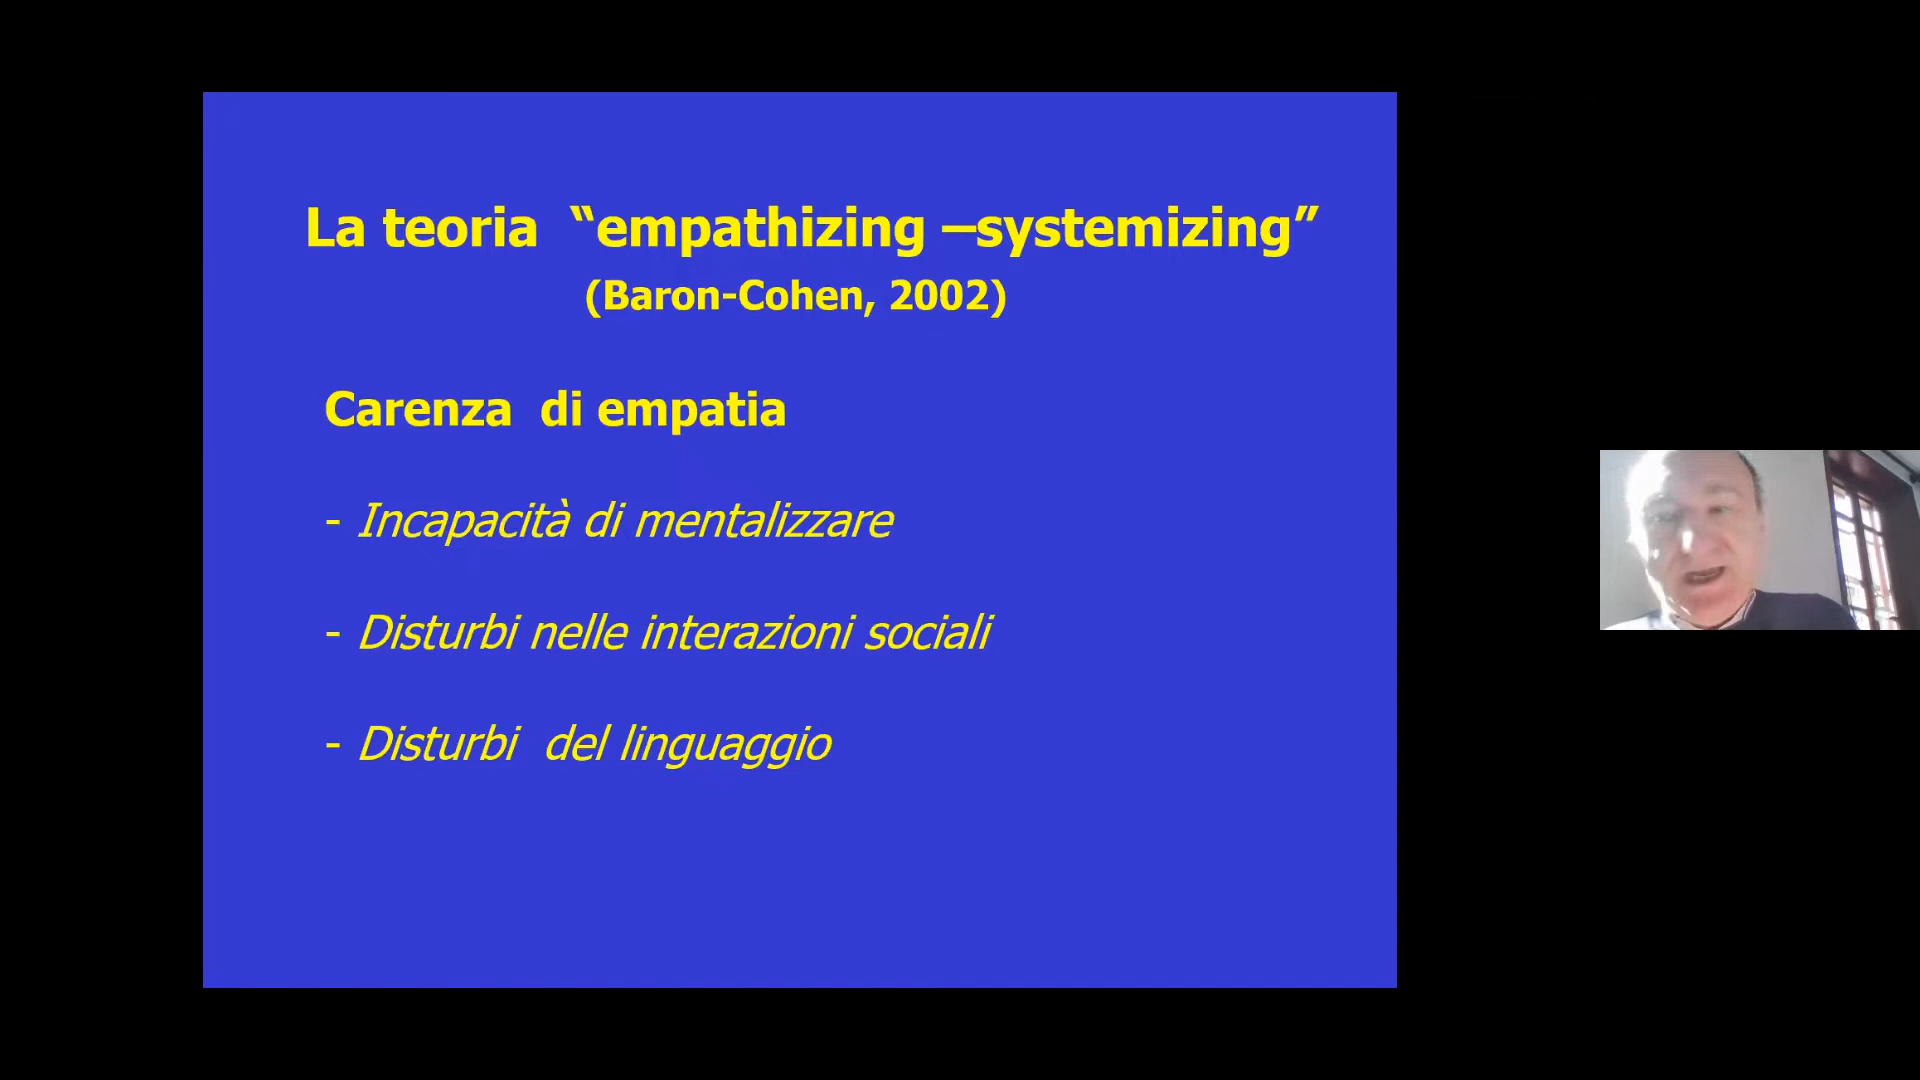 La teoria “empathizing –systemizing”
(Baron-Cohen, 2002)
Carenza di empatia
- Incapacità di mentalizzare
- Disturbi nelle interazioni sociali
- Disturbi del linguaggio